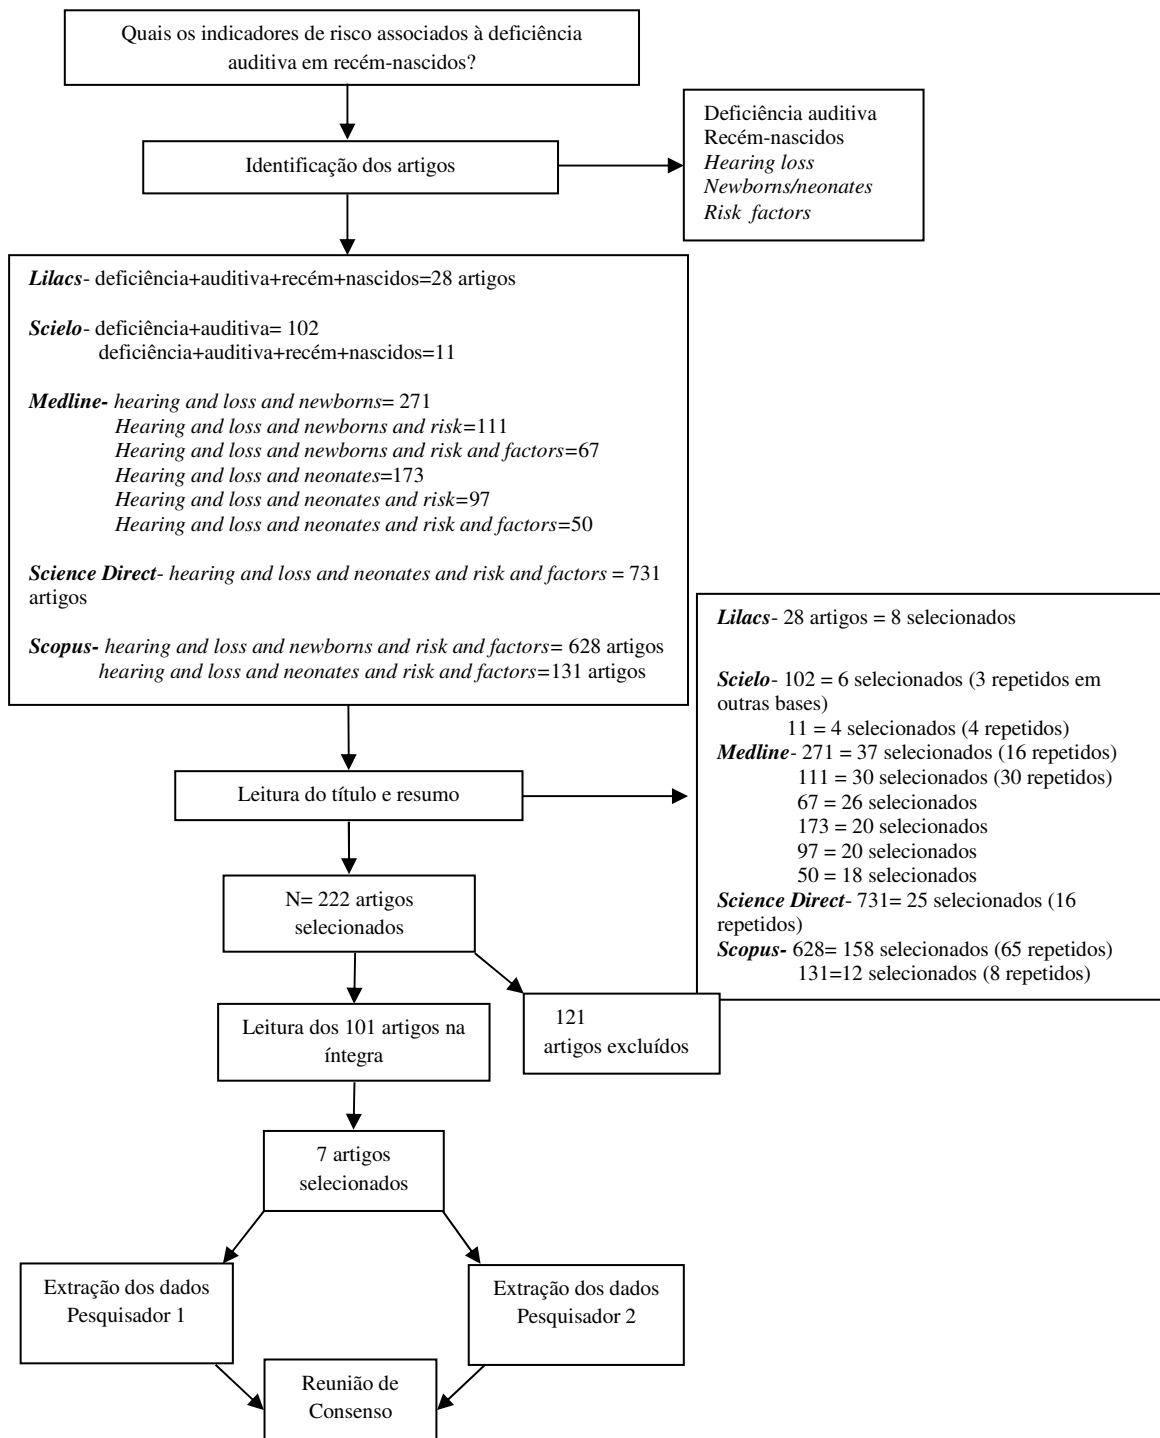 Quais os indicadores de risco associados à deficiência
auditiva em recém-nascidos?
Identificação dos artigos
Deficiência auditiva
Recém-nascidos
Hearing loss
Newborns/neonates
Risk factors
Lilacs- deficiência+auditiva+recém+nascidos=28 artigos
Scielo- deficiência+auditiva= 102
deficiência+auditiva+recém+nascidos=11
Medline- hearing and loss and newborns= 271
Hearing and loss and newborns and risk=111
Hearing and loss and newborns and risk and factors=67
Hearing and loss and neonates=173
Hearing and loss and neonates and risk=97
Hearing and loss and neonates and risk and factors=50
Science Direct- hearing and loss and neonates and risk and factors = 731
artigos
Scopus- hearing and loss and newborns and risk and factors= 628 artigos
hearing and loss and neonates and risk and factors=131 artigos
Leitura do título e resumo
Lilacs- 28 artigos = 8 selecionados
Scielo- 102 = 6 selecionados (3 repetidos em
outras bases)
11 = 4 selecionados (4 repetidos)
Medline- 271 = 37 selecionados (16 repetidos)
111 = 30 selecionados (30 repetidos)
67 = 26 selecionados
173 = 20 selecionados
97 = 20 selecionados
50 = 18 selecionados
Science Direct- 731= 25 selecionados (16
repetidos)
Scopus- 628= 158 selecionados (65 repetidos)
131=12 selecionados (8 repetidos)
N= 222 artigos
selecionados
121
artigos excluídos
Leitura dos 101 artigos na
íntegra
7 artigos
selecionados
Extração dos dados
Pesquisador 1
Extração dos dados
Pesquisador 2
Reunião de
Consenso